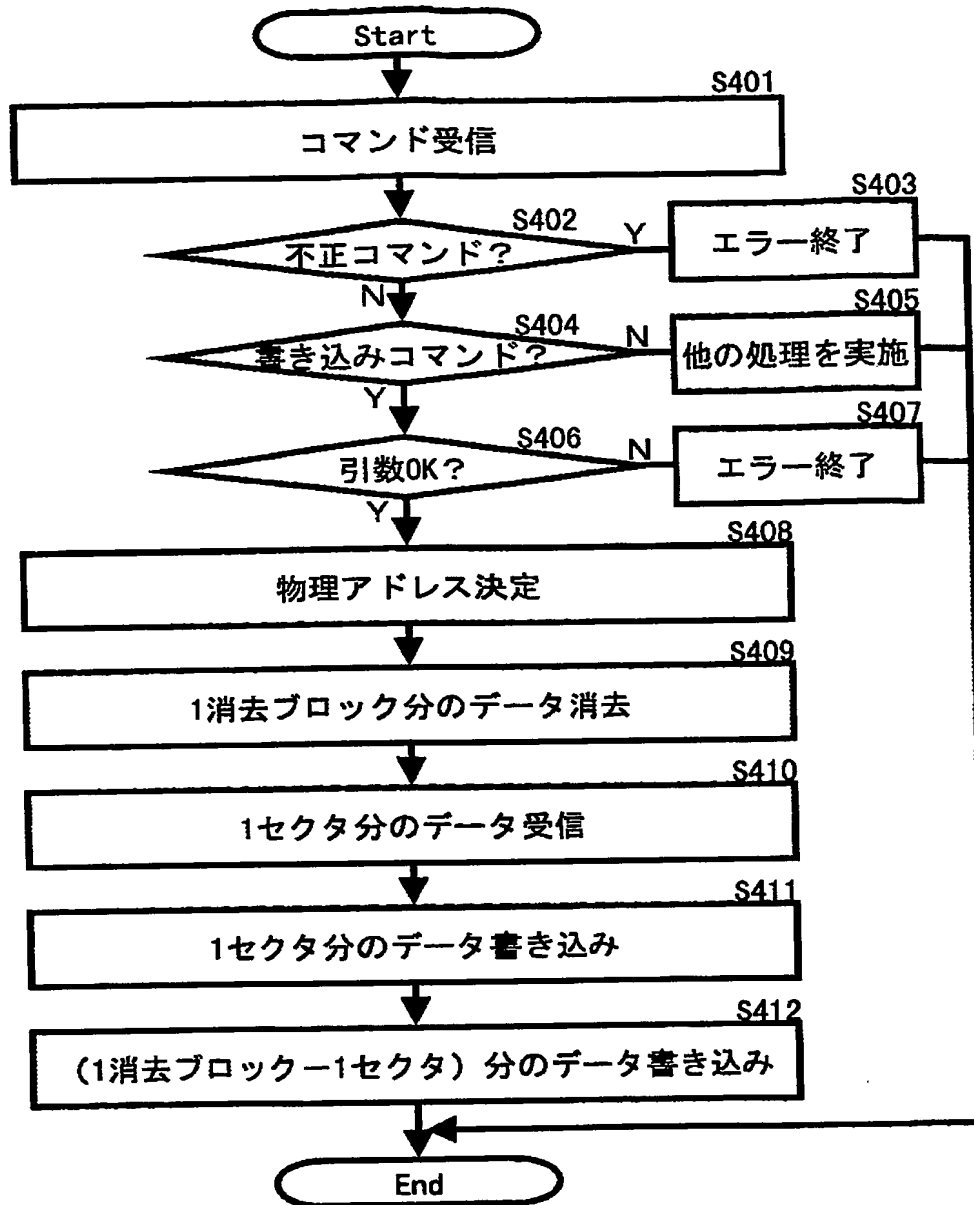 Start
S401
コマンド受信
S402
不正コマンド？
Y
N
S403
エラー終了
S404
書き込みコマンド？
N
Y
S405
他の処理を実施
S406
引数OK？
N
Y
S407
エラー終了
S408
物理アドレス決定
S409
1消去ブロック分のデータ消去
S410
1セクタ分のデータ受信
S411
1セクタ分のデータ書き込み
S412
（1消去ブロックー1セクタ）分のデータ書き込み
End